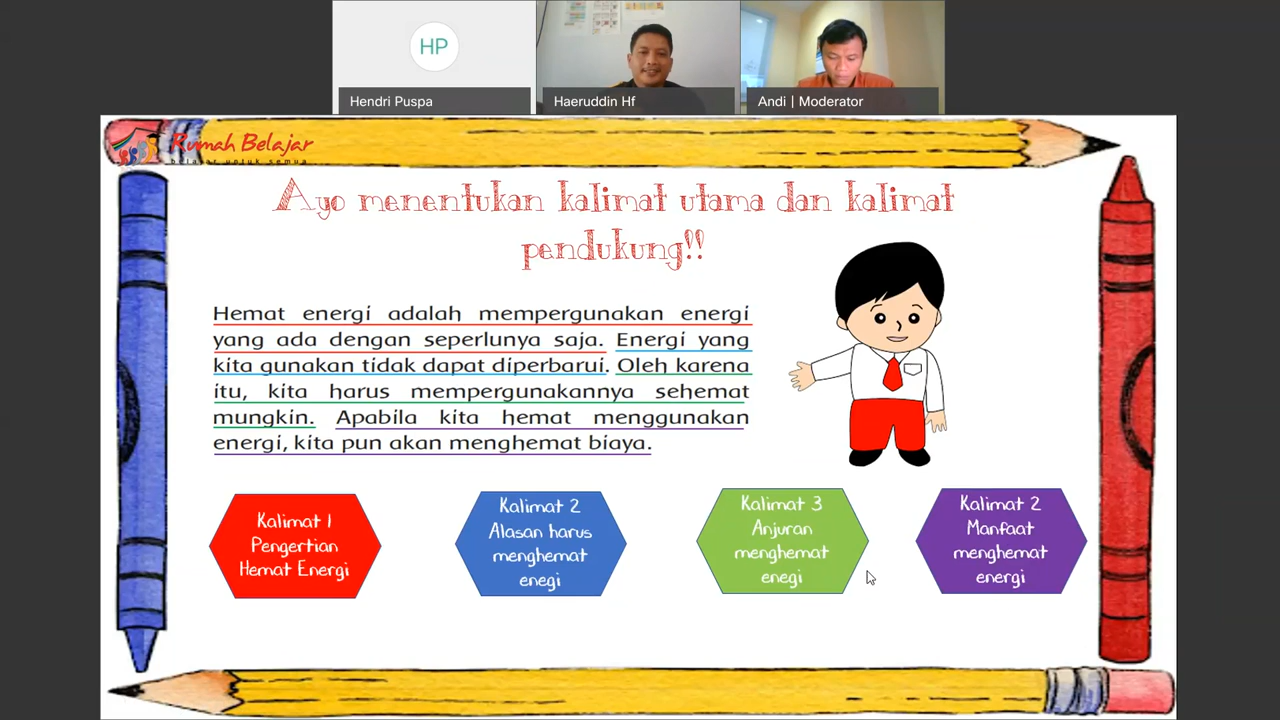 HP
Hendri Puspa
Haeruddin Hf
Andi | Moderator
Rumah Belajar
belajar untuk semua
Ayo menentukan kalimat utama dan kalimat
pendukung!!
Hemat energi adalah mempergunakan energi
yang ada dengan seperlunya saja. Energi yang
kita gunakan tidak dapat diperbarui. Oleh karena
itu, kita harus mempergunakannya sehemat
mungkin. Apabila kita hemat menggunakan
energi, kita pun akan menghemat biaya.
Kalimat 1
Pengertian
Hemat Energi
Kalimat 2
Alasan harus
menghemat
enegi
Kalimat 3
Anjuran
menghemat
enegi
Kalimat 2
Manfaat
menghemat
energi